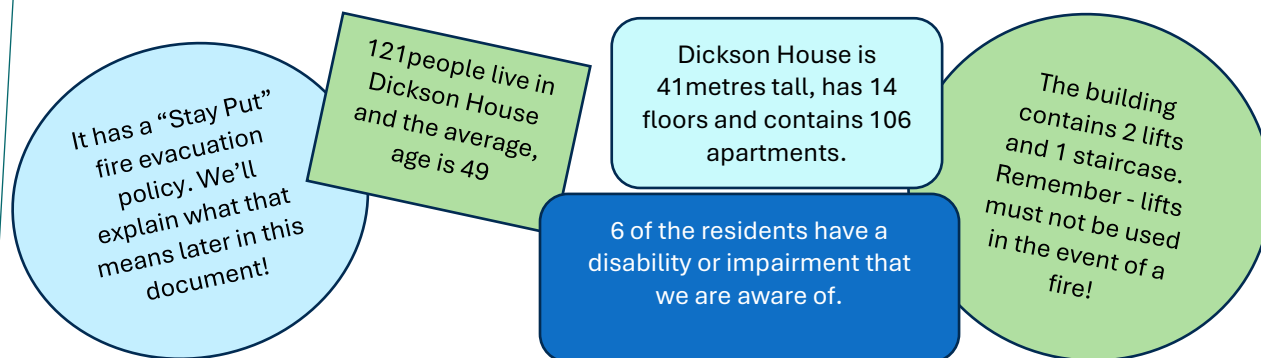 It has a “Stay Put”
fire evacuation
policy. We’ll
explain what that
means later in this
document!
121people live in
Dickson House
and the average,
age is 49
Dickson House is
41metres tall, has 14
floors and contains 106
apartments.
6 of the residents have a
disability or impairment that
we are aware of.
The building
contains 2 lifts
and 1 staircase.
Remember - lifts
must not be used
in the event of a
fire!